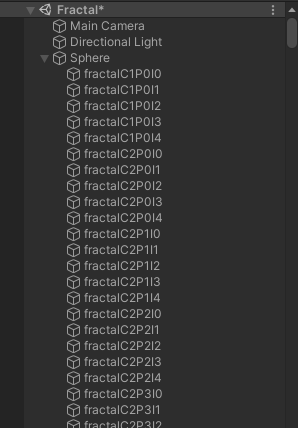 Fractal*
Main Camera
Directional Light
Sphere
fractalC1P0I0
fractalC1P0I1
fractalC1P0I2
fractalC1P0I3
fractalC1P0I4
fractalC2P0I0
fractalC2P0I1
fractalC2P0I2
fractalC2P0I3
fractalC2P0I4
fractalC2P1I0
fractalC2P1I1
fractalC2P1I2
fractalC2P1I3
fractalC2P1I4
fractalC2P2I0
fractalC2P2I1
fractalC2P2I2
fractalC2P2I3
fractalC2P2I4
fractalC2P3I0
fractalC2P3I1
fractalC2P3I2